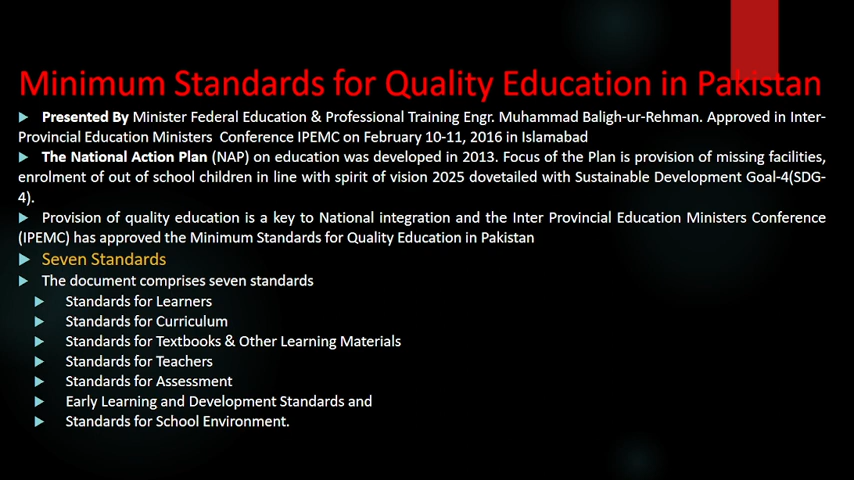 Minimum Standards for Quality Education in Pakistan
Presented By Minister Federal Education & Professional Training Engr. Muhammad Baligh-ur-Rehman. Approved in Inter-
Provincial Education Ministers Conference IPEMC on February 10-11, 2016 in Islamabad
The National Action Plan (NAP) on education was developed in 2013. Focus of the Plan is provision of missing facilities,
enrolment of out of school children in line with spirit of vision 2025 dovetailed with Sustainable Development Goal-4(SDG-
4).
Provision of quality education is a key to National integration and the Inter Provincial Education Ministers Conference
(IPEMC) has approved the Minimum Standards for Quality Education in Pakistan
Seven Standards
The document comprises seven standards
Standards for Learners
Standards for Curriculum
Standards for Textbooks & Other Learning Materials
Standards for Teachers
Standards for Assessment
Early Learning and Development Standards and
Standards for School Environment.